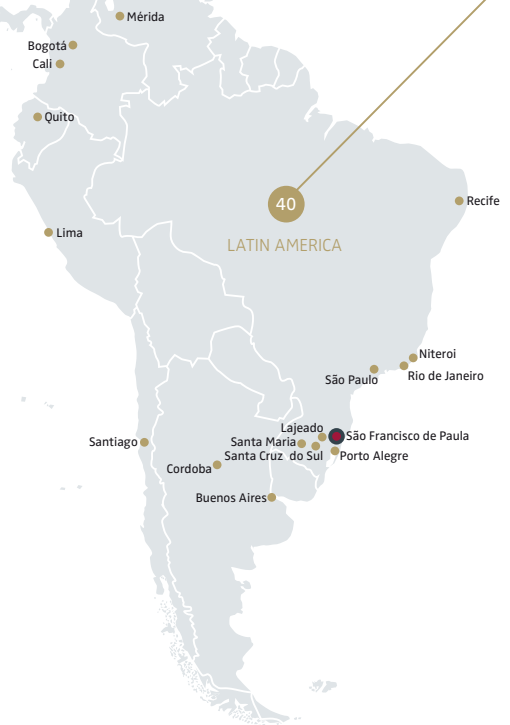 Mérida
Bogotá
Cali
Quito
40
Recife
Lima
LATIN AMERICA
Niteroi
Rio de Janeiro
São Paulo
Lajeado
São Francisco de Paula
Santiago
Santa Maria
Santa Cruz do Sul
Porto Alegre
Cordoba
Buenos Aires